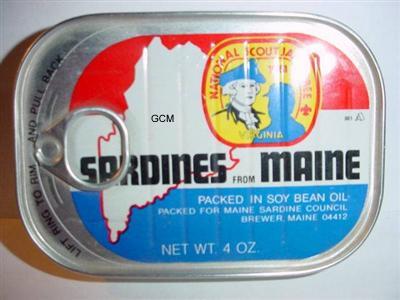 NATIONAL SCOUT JAMBOREE
VIRGINIA
GCM
SARDINES FROM MAINE
PACKED IN SOY BEAN OIL
PACKED FOR MAINE SARDINE COUNCIL
BREWER, MAINE 04412
NET WT. 4 OZ.
LIFT RING TO RIM AND PULL BACK